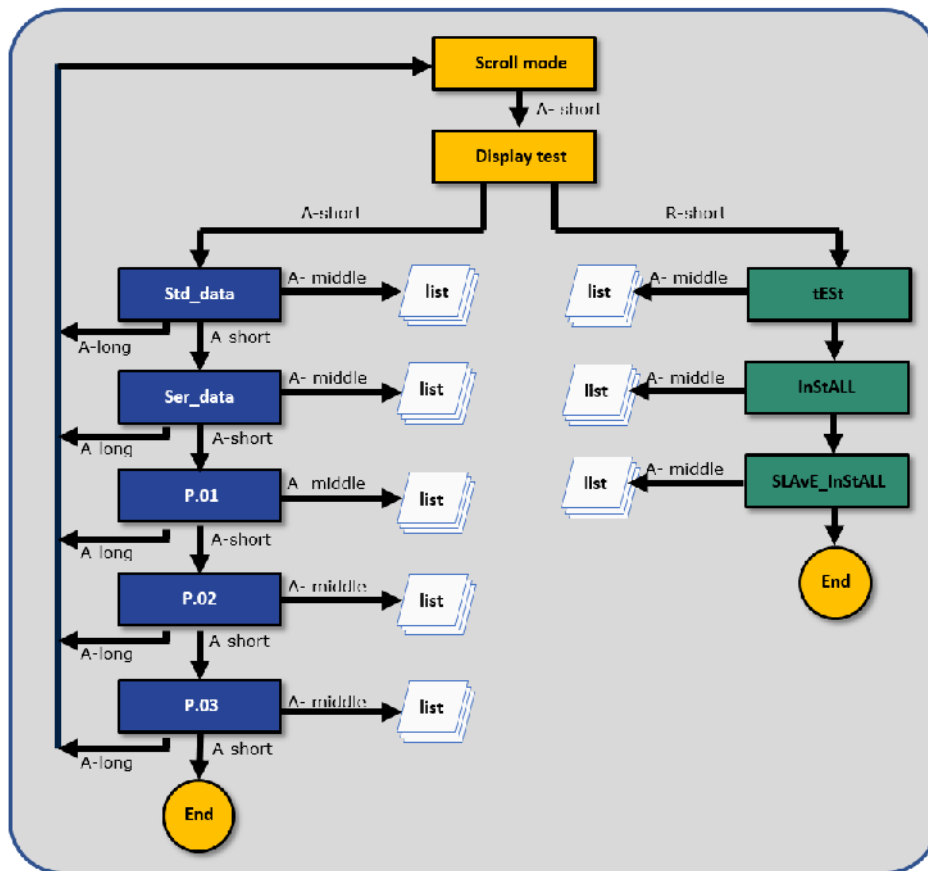 Scroll mode
A- short
Display test
A-short
R-short
Std_data
A- middle
list
list
A- middle
tESt
A-long
A short
Ser_data
A- middle
list
list
A- middle
InStALL
A long
A-short
P.01
A middle
list
list
A- middle
SLAvE_InStALL
A long
A-short
End
P.02
A- middle
list
A-long
A short
P.03
A- middle
list
A-long
A short
End